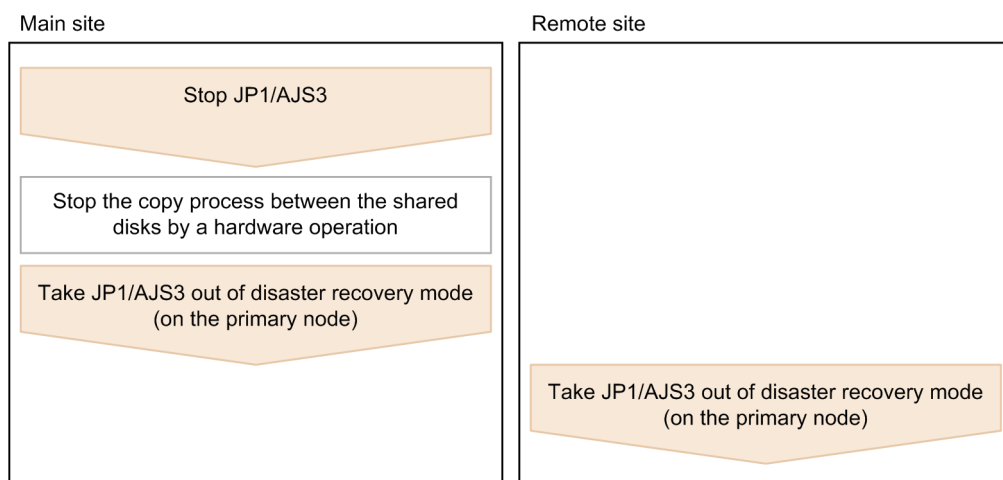 Main site
Stop JP1/AJS3
Stop the copy process between the shared
disks by a hardware operation
Take JP1/AJS3 out of disaster recovery mode
(on the primary node)
Remote site
Take JP1/AJS3 out of disaster recovery mode
(on the primary node)